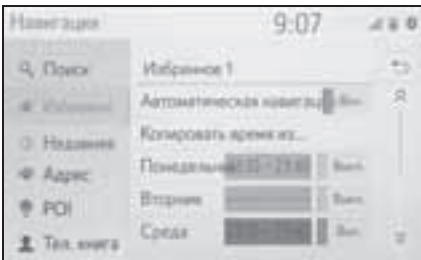 Навигация 9:07
Поиск
Избранное 1
Автоматическая навигац
Избранное
Копировать время из...
Недавние
Понедельник
Адрес
Вторник
POI
Среда
Тел. книга